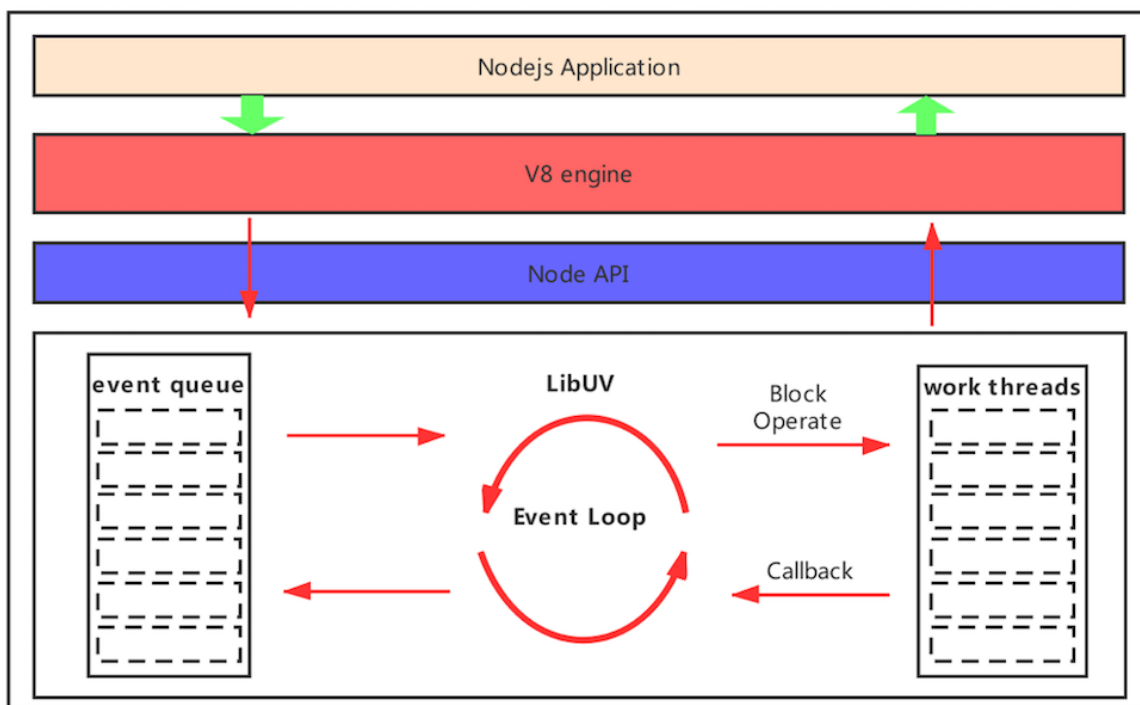 Nodejs Application
V8 engine
Node API
event queue
LibUV
Block
Operate
work threads
Event Loop
Callback